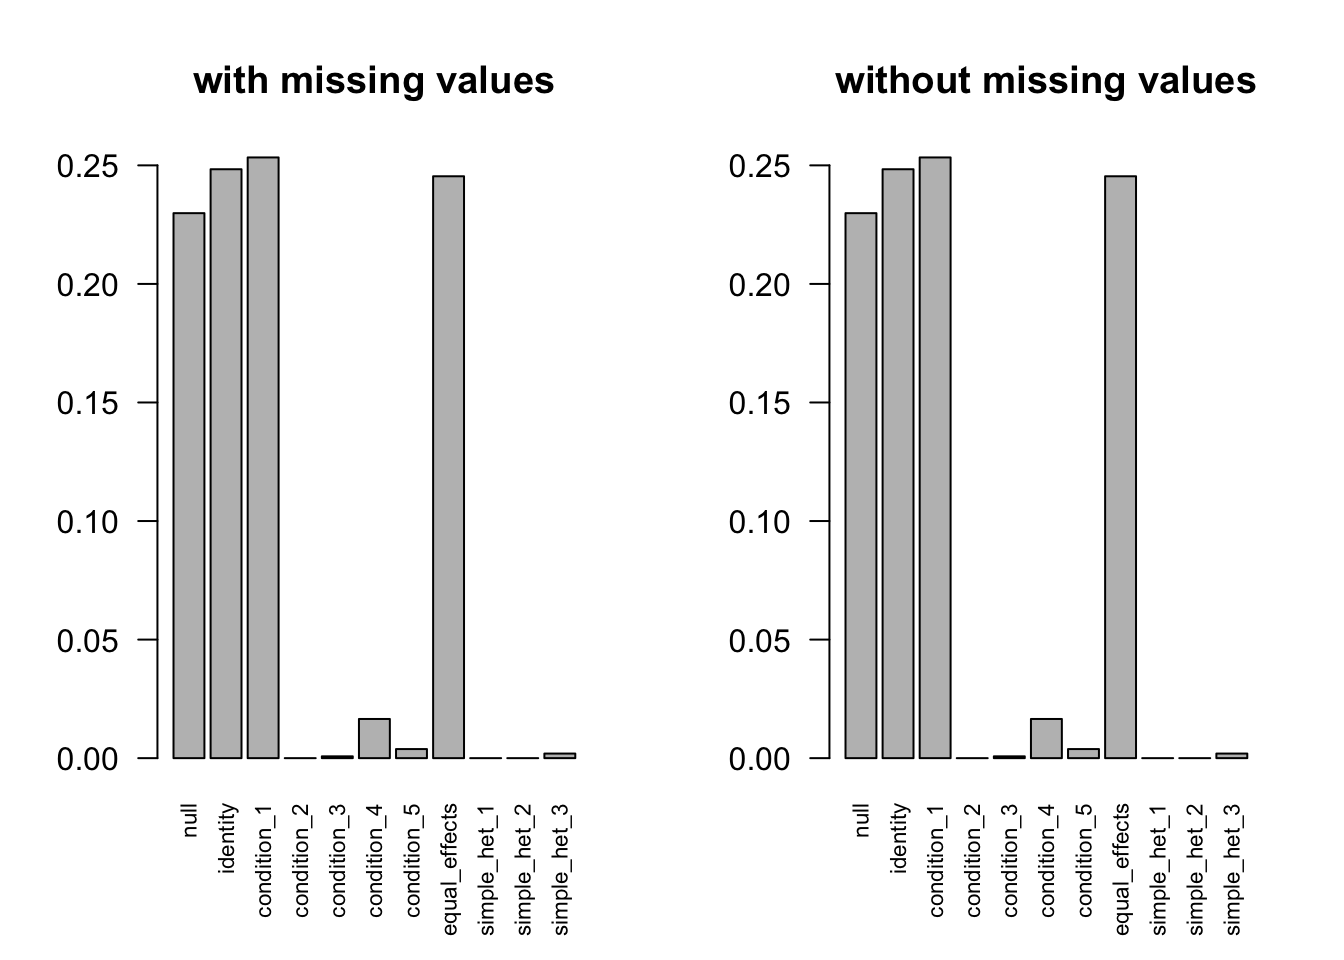 with missing values
0.25
0.20
0.15
0.10
0.05
0.00
null
identity
condition_1
condition_2
condition_3
condition_4
condition_5
equal_effects
simple_het_1
simple_het_2
simple_het_3
without missing values
0.25
0.20
0.15
0.10
0.05
0.00
null
identity
condition_1
condition_2
condition_3
condition_4
condition_5
equal_effects
simple_het_1
simple_het_2
simple_het_3